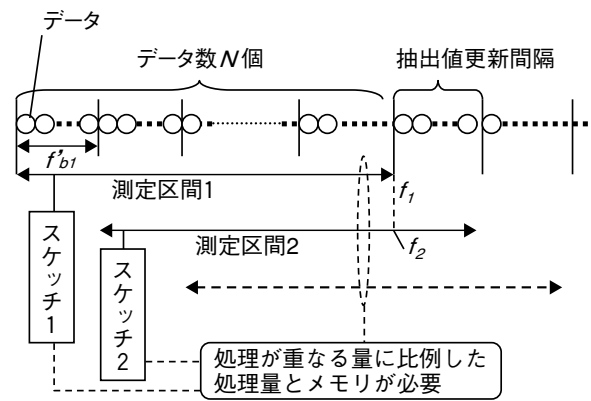 データ
データ数N個
抽出値更新間隔
f'b1
測定区間1
f1
測定区間2
f2
スケッチ1
スケッチ2
処理が重なる量に比例した
処理量とメモリが必要